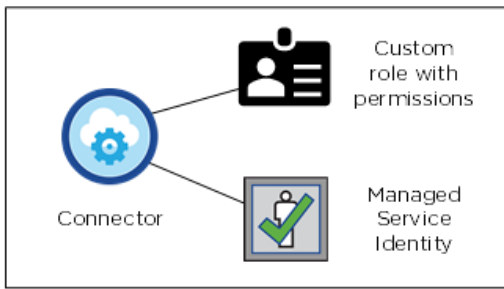 Custom
role with
permissions
Connector
Managed
Service
Identity